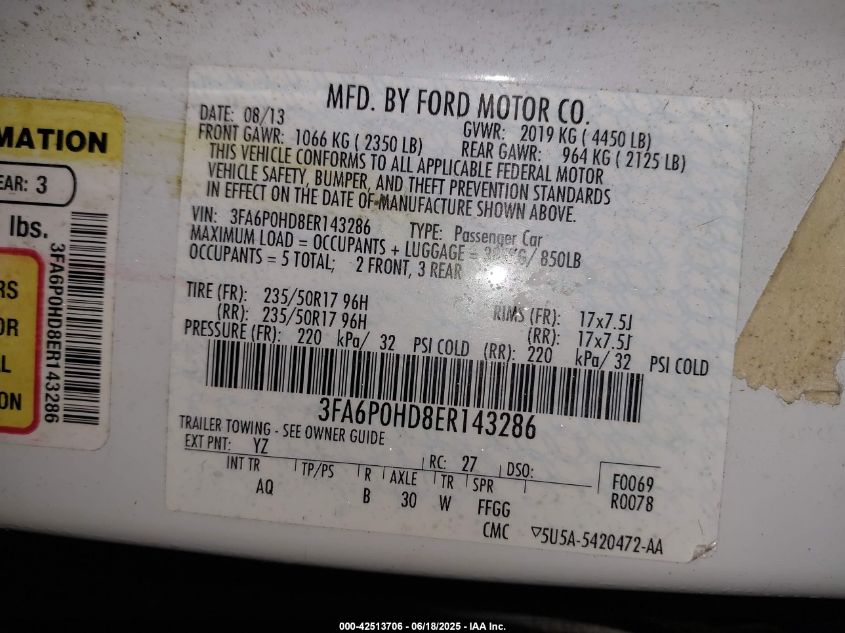 MATION
EAR: 3
lbs.
3FA6P0HD8ER143286
RS
OR
L
ON
MFD. BY FORD MOTOR CO.
DATE: 08/13 GVWR: 2019 KG ( 4450 LB)
FRONT GAWR: 1066 KG ( 2350 LB) REAR GAWR: 964 KG ( 2125 LB)
THIS VEHICLE CONFORMS TO ALL APPLICABLE FEDERAL MOTOR
VEHICLE SAFETY, BUMPER, AND THEFT PREVENTION STANDARDS
IN EFFECT ON THE DATE OF MANUFACTURE SHOWN ABOVE.
VIN: 3FA6P0HD8ER143286 TYPE: Passenger Car
MAXIMUM LOAD = OCCUPANTS + LUGGAGE = / 850LB
OCCUPANTS = 5 TOTAL; 2 FRONT, 3 REAR
TIRE (FR): 235/50R17 96H RIMS (FR): 17x7.5J
(RR): 235/50R17 96H (RR): 17x7.5J
PRESSURE (FR): 220 kPa/ 32 PSI COLD (RR): 220 kPa/ 32 PSI COLD
3FA6P0HD8ER143286
TRAILER TOWING - SEE OWNER GUIDE
EXT PNT: YZ RC: 27 DSO: F0069
INT TR TP/PS R AXLE TR SPR R0078
AQ B 30 W FFGG
CMC ▽5U5A-5420472-AA
000-42513706 - 06/18/2025 - IAA Inc.